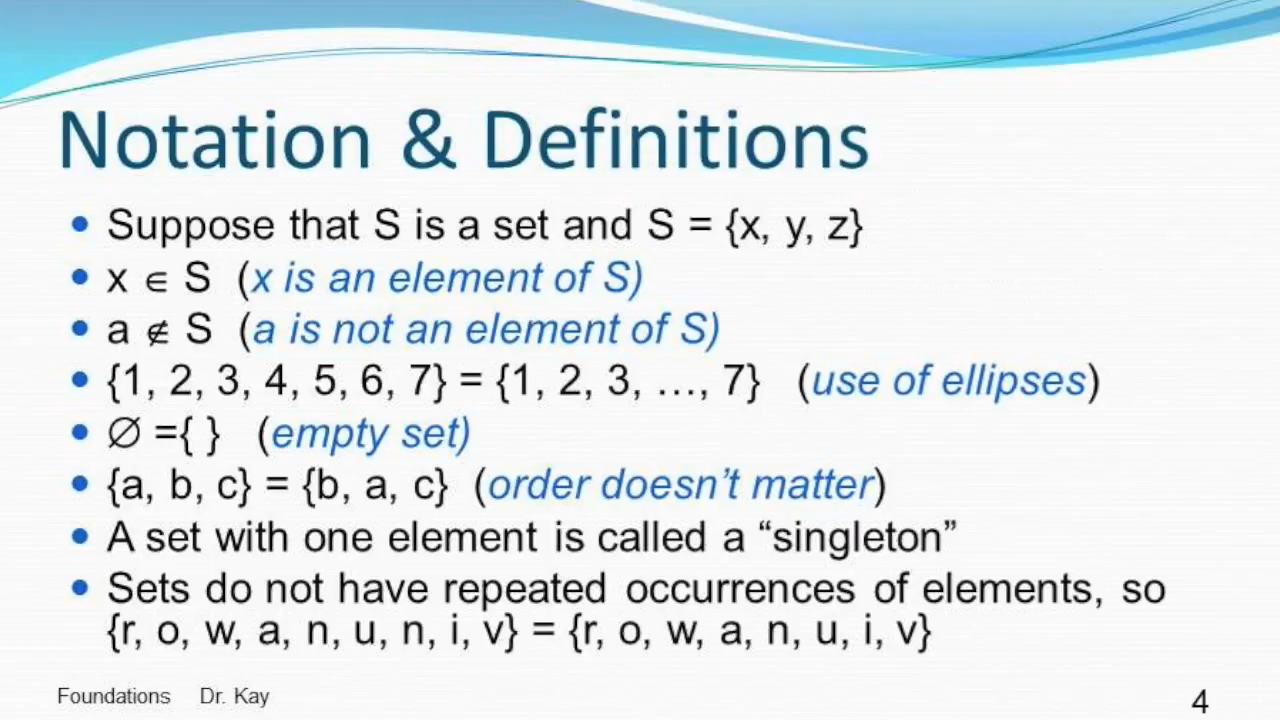 Notation & Definitions
• Suppose that S is a set and S = {x, y, z}
• x ∈ S (x is an element of S)
• a ∉ S (a is not an element of S)
• {1, 2, 3, 4, 5, 6, 7} = {1, 2, 3, …, 7} (use of ellipses)
• ∅ ={ } (empty set)
• {a, b, c} = {b, a, c} (order doesn’t matter)
• A set with one element is called a “singleton”
• Sets do not have repeated occurrences of elements, so
{r, o, w, a, n, u, n, i, v} = {r, o, w, a, n, u, i, v}
Foundations Dr. Kay
4